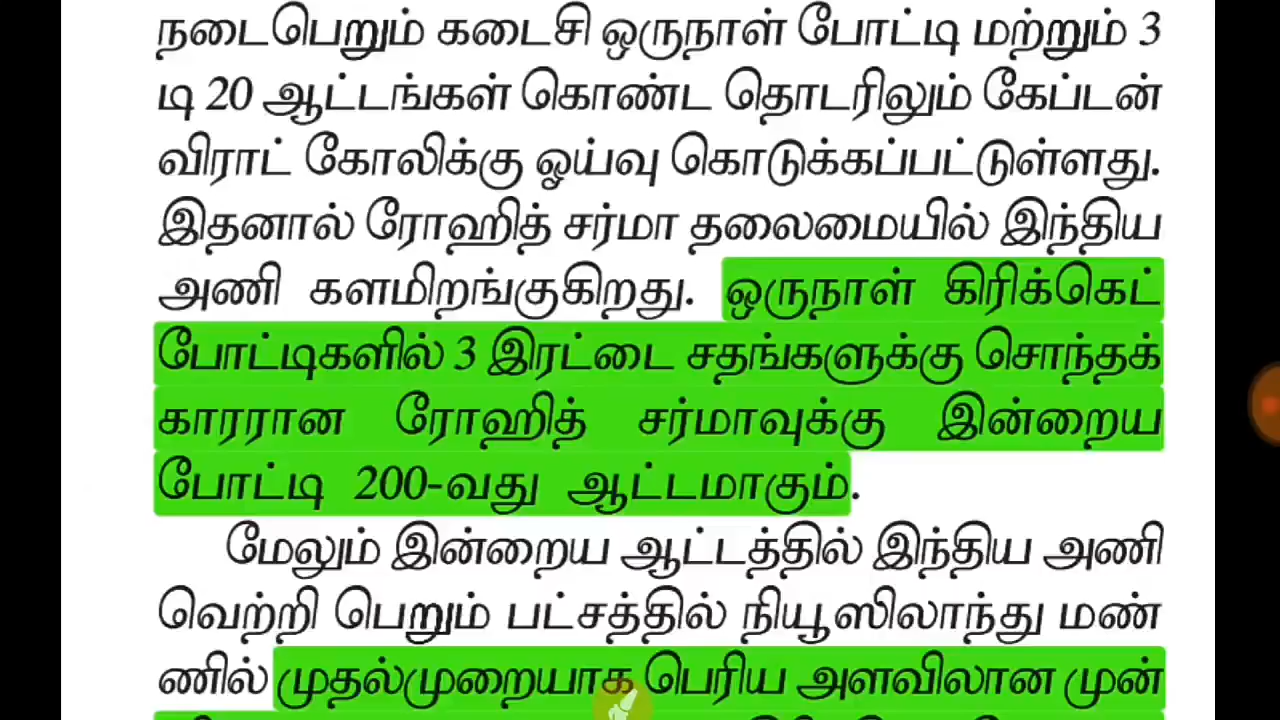 நடைபெறும் கடைசி ஒருநாள் போட்டி மற்றும் 3
டி 20 ஆட்டங்கள் கொண்ட தொடரிலும் கேப்டன்
விராட் கோலிக்கு ஓய்வு கொடுக்கப்பட்டுள்ளது.
இதனால் ரோஹித் சர்மா தலைமையில் இந்திய
அணி களமிறங்குகிறது. ஒருநாள் கிரிக்கெட்
போட்டிகளில் 3 இரட்டை சதங்களுக்கு சொந்தக்
காரரான ரோஹித் சர்மாவுக்கு இன்றைய
போட்டி 200-வது ஆட்டமாகும்.
மேலும் இன்றைய ஆட்டத்தில் இந்திய அணி
வெற்றி பெறும் பட்சத்தில் நியூஸிலாந்து மண்
ணில் முதல்முறையாக பெரிய அளவிலான முன்